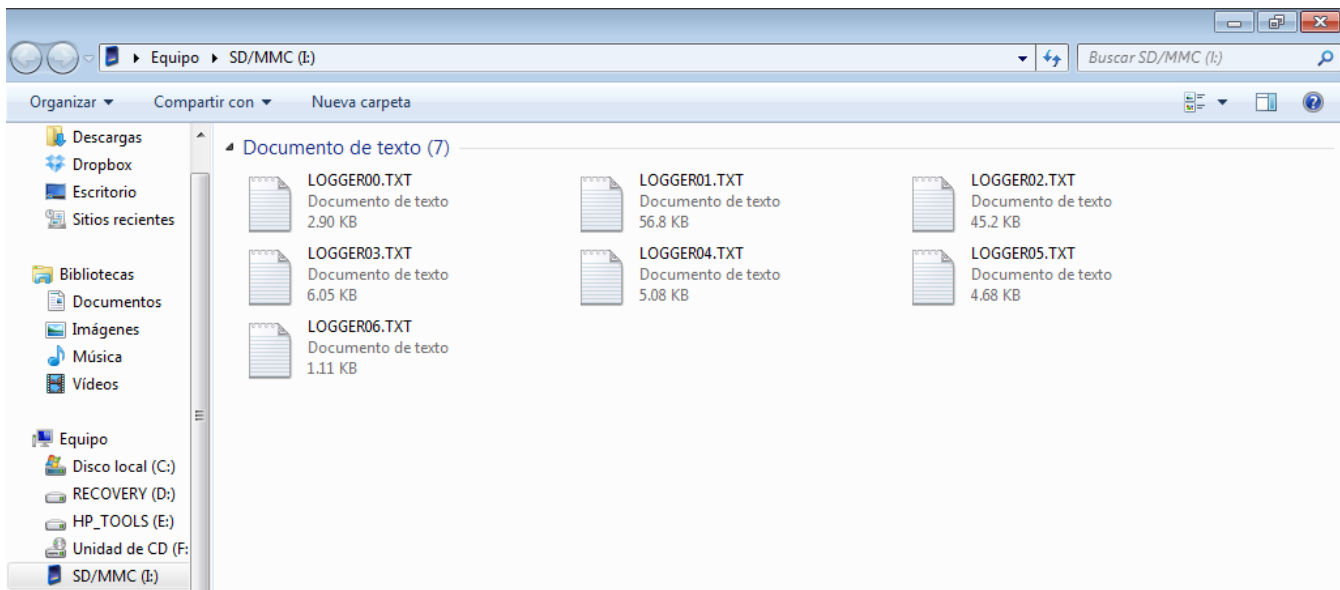 Equipo ▸ SD/MMC (I:)
Buscar SD/MMC (I:)
Organizar Compartir con Nueva carpeta
Descargas
Dropbox
Escritorio
Sitios recientes
Bibliotecas
Documentos
Imágenes
Música
Vídeos
Equipo
Disco local (C:)
RECOVERY (D:)
HP_TOOLS (E:)
Unidad de CD (F:
SD/MMC (I:)
Documento de texto (7)
LOGGER00.TXT
Documento de texto
2.90 KB
LOGGER01.TXT
Documento de texto
56.8 KB
LOGGER02.TXT
Documento de texto
45.2 KB
LOGGER03.TXT
Documento de texto
6.05 KB
LOGGER04.TXT
Documento de texto
5.08 KB
LOGGER05.TXT
Documento de texto
4.68 KB
LOGGER06.TXT
Documento de texto
1.11 KB